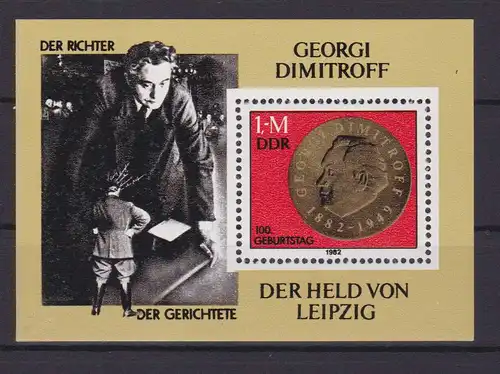 DER RICHTER
GEORGI
DIMITROFF
1,-M
DDR
GEORGI DIMITROFF
1882-1949
100.
GEBURTSTAG
1982
DER GERICHTETE
DER HELD VON
LEIPZIG